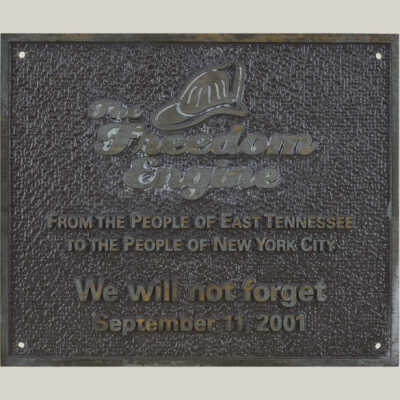 The
Freedom
Engine
FROM THE PEOPLE OF EAST TENNESSEE
TO THE PEOPLE OF NEW YORK CITY
We will not forget
September 11, 2001